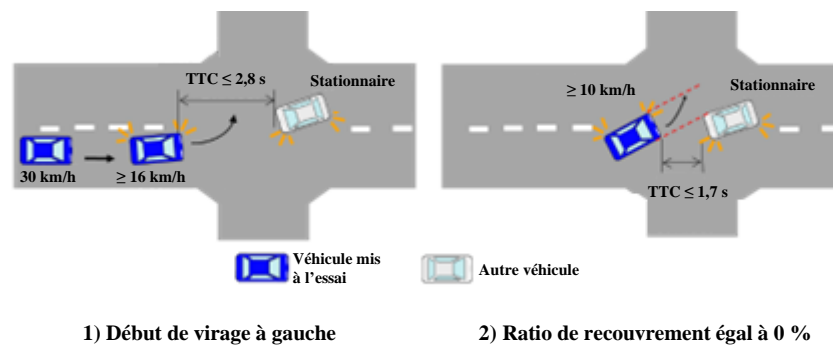 TTC ≤ 2,8 s
Stationnaire
30 km/h
≥ 16 km/h
≥ 10 km/h
Stationnaire
TTC ≤ 1,7 s
Véhicule mis
à l’essai
Autre véhicule
1) Début de virage à gauche
2) Ratio de recouvrement égal à 0 %